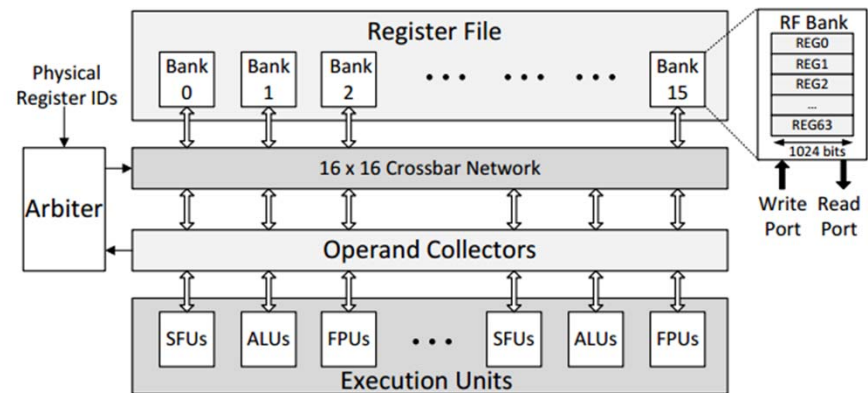 Register File
Bank
0
Bank
1
Bank
2
... ... ...
Bank
15
RF Bank
REG0
REG1
REG2
...
REG63
1024 bits
Write
Port
Read
Port
Physical
Register IDs
Arbiter
16 x 16 Crossbar Network
Operand Collectors
SFUs
ALUs
FPUs
...
SFUs
ALUs
FPUs
Execution Units